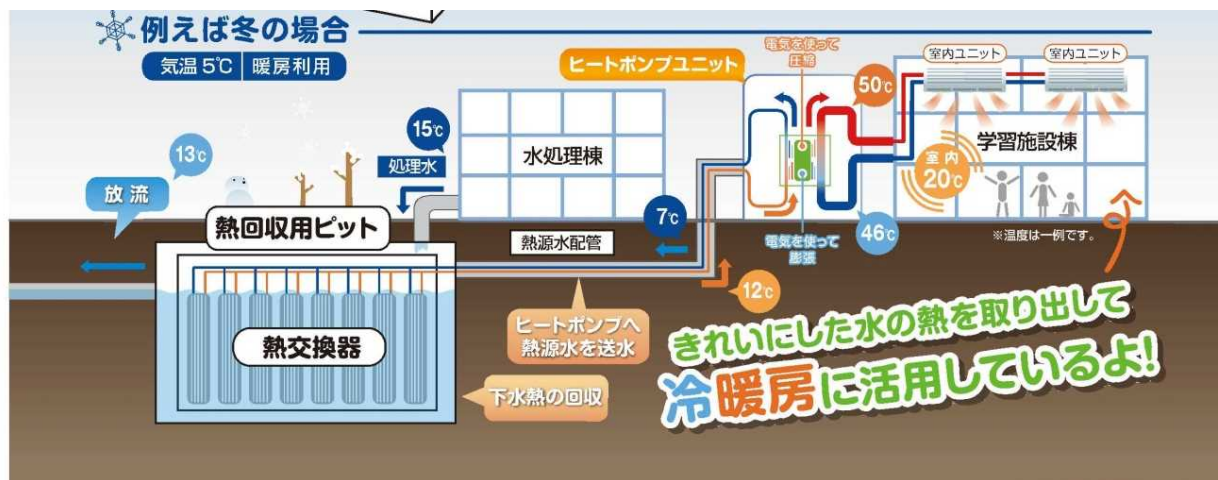 例えば冬の場合
気温5℃ 暖房利用
電気を使って
圧縮
室内ユニット
室内ユニット
ヒートポンプユニット
50℃
15℃
水処理棟
学習施設棟
処理水
13℃
室内
20℃
放流
熱回収用ピット
7℃
46℃
熱源水配管
電気を使って
膨張
※温度は一例です。
12℃
ヒートポンプへ
熱源水を送水
熱交換器
下水熱の回収
きれいにした水の熱を取り出して
冷暖房に活用しているよ!